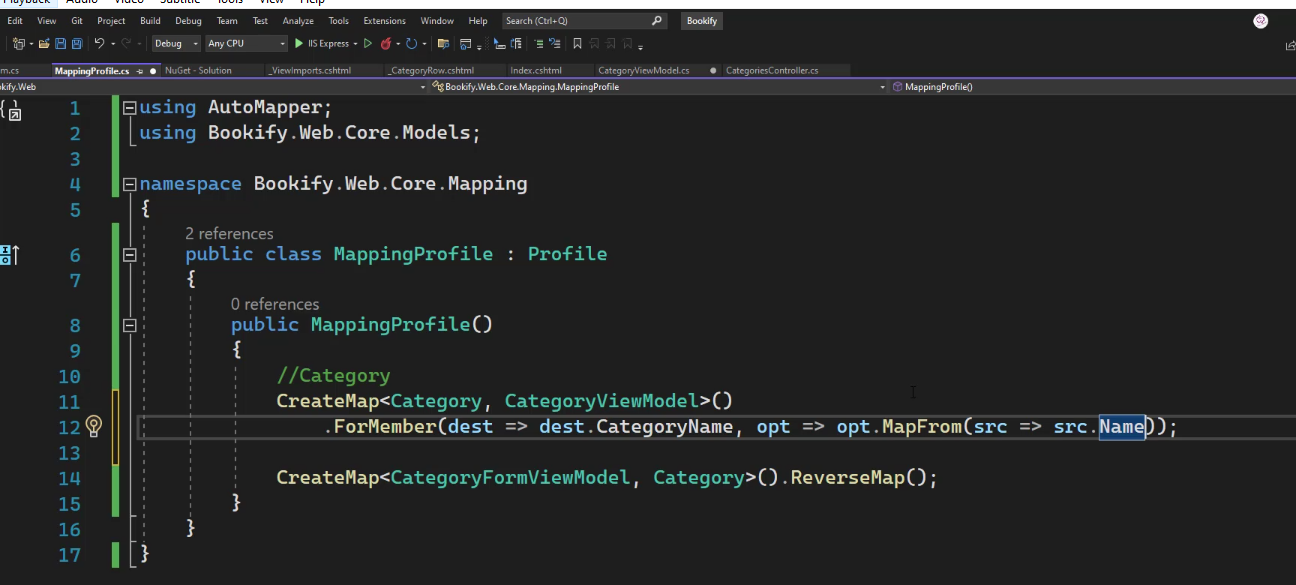 Playback Audio Video Subtitle Tools View Help
Edit View Git Project Build Debug Team Test Analyze Tools Extensions Window Help Search (Ctrl+Q) Bookify
Debug Any CPU IIS Express
m.cs MappingProfile.cs NuGet - Solution _ViewImports.cshtml _CategoryRow.cshtml Index.cshtml CategoryViewModel.cs CategoriesController.cs
okify.Web Bookify.Web.Core.Mapping.MappingProfile MappingProfile()
1 using AutoMapper;
2 using Bookify.Web.Core.Models;
3
4 namespace Bookify.Web.Core.Mapping
5 {
2 references
6 public class MappingProfile : Profile
7 {
0 references
8 public MappingProfile()
9 {
10 //Category
11 CreateMap<Category, CategoryViewModel>()
12 .ForMember(dest => dest.CategoryName, opt => opt.MapFrom(src => src.Name));
13
14 CreateMap<CategoryFormViewModel, Category>().ReverseMap();
15 }
16 }
17 }